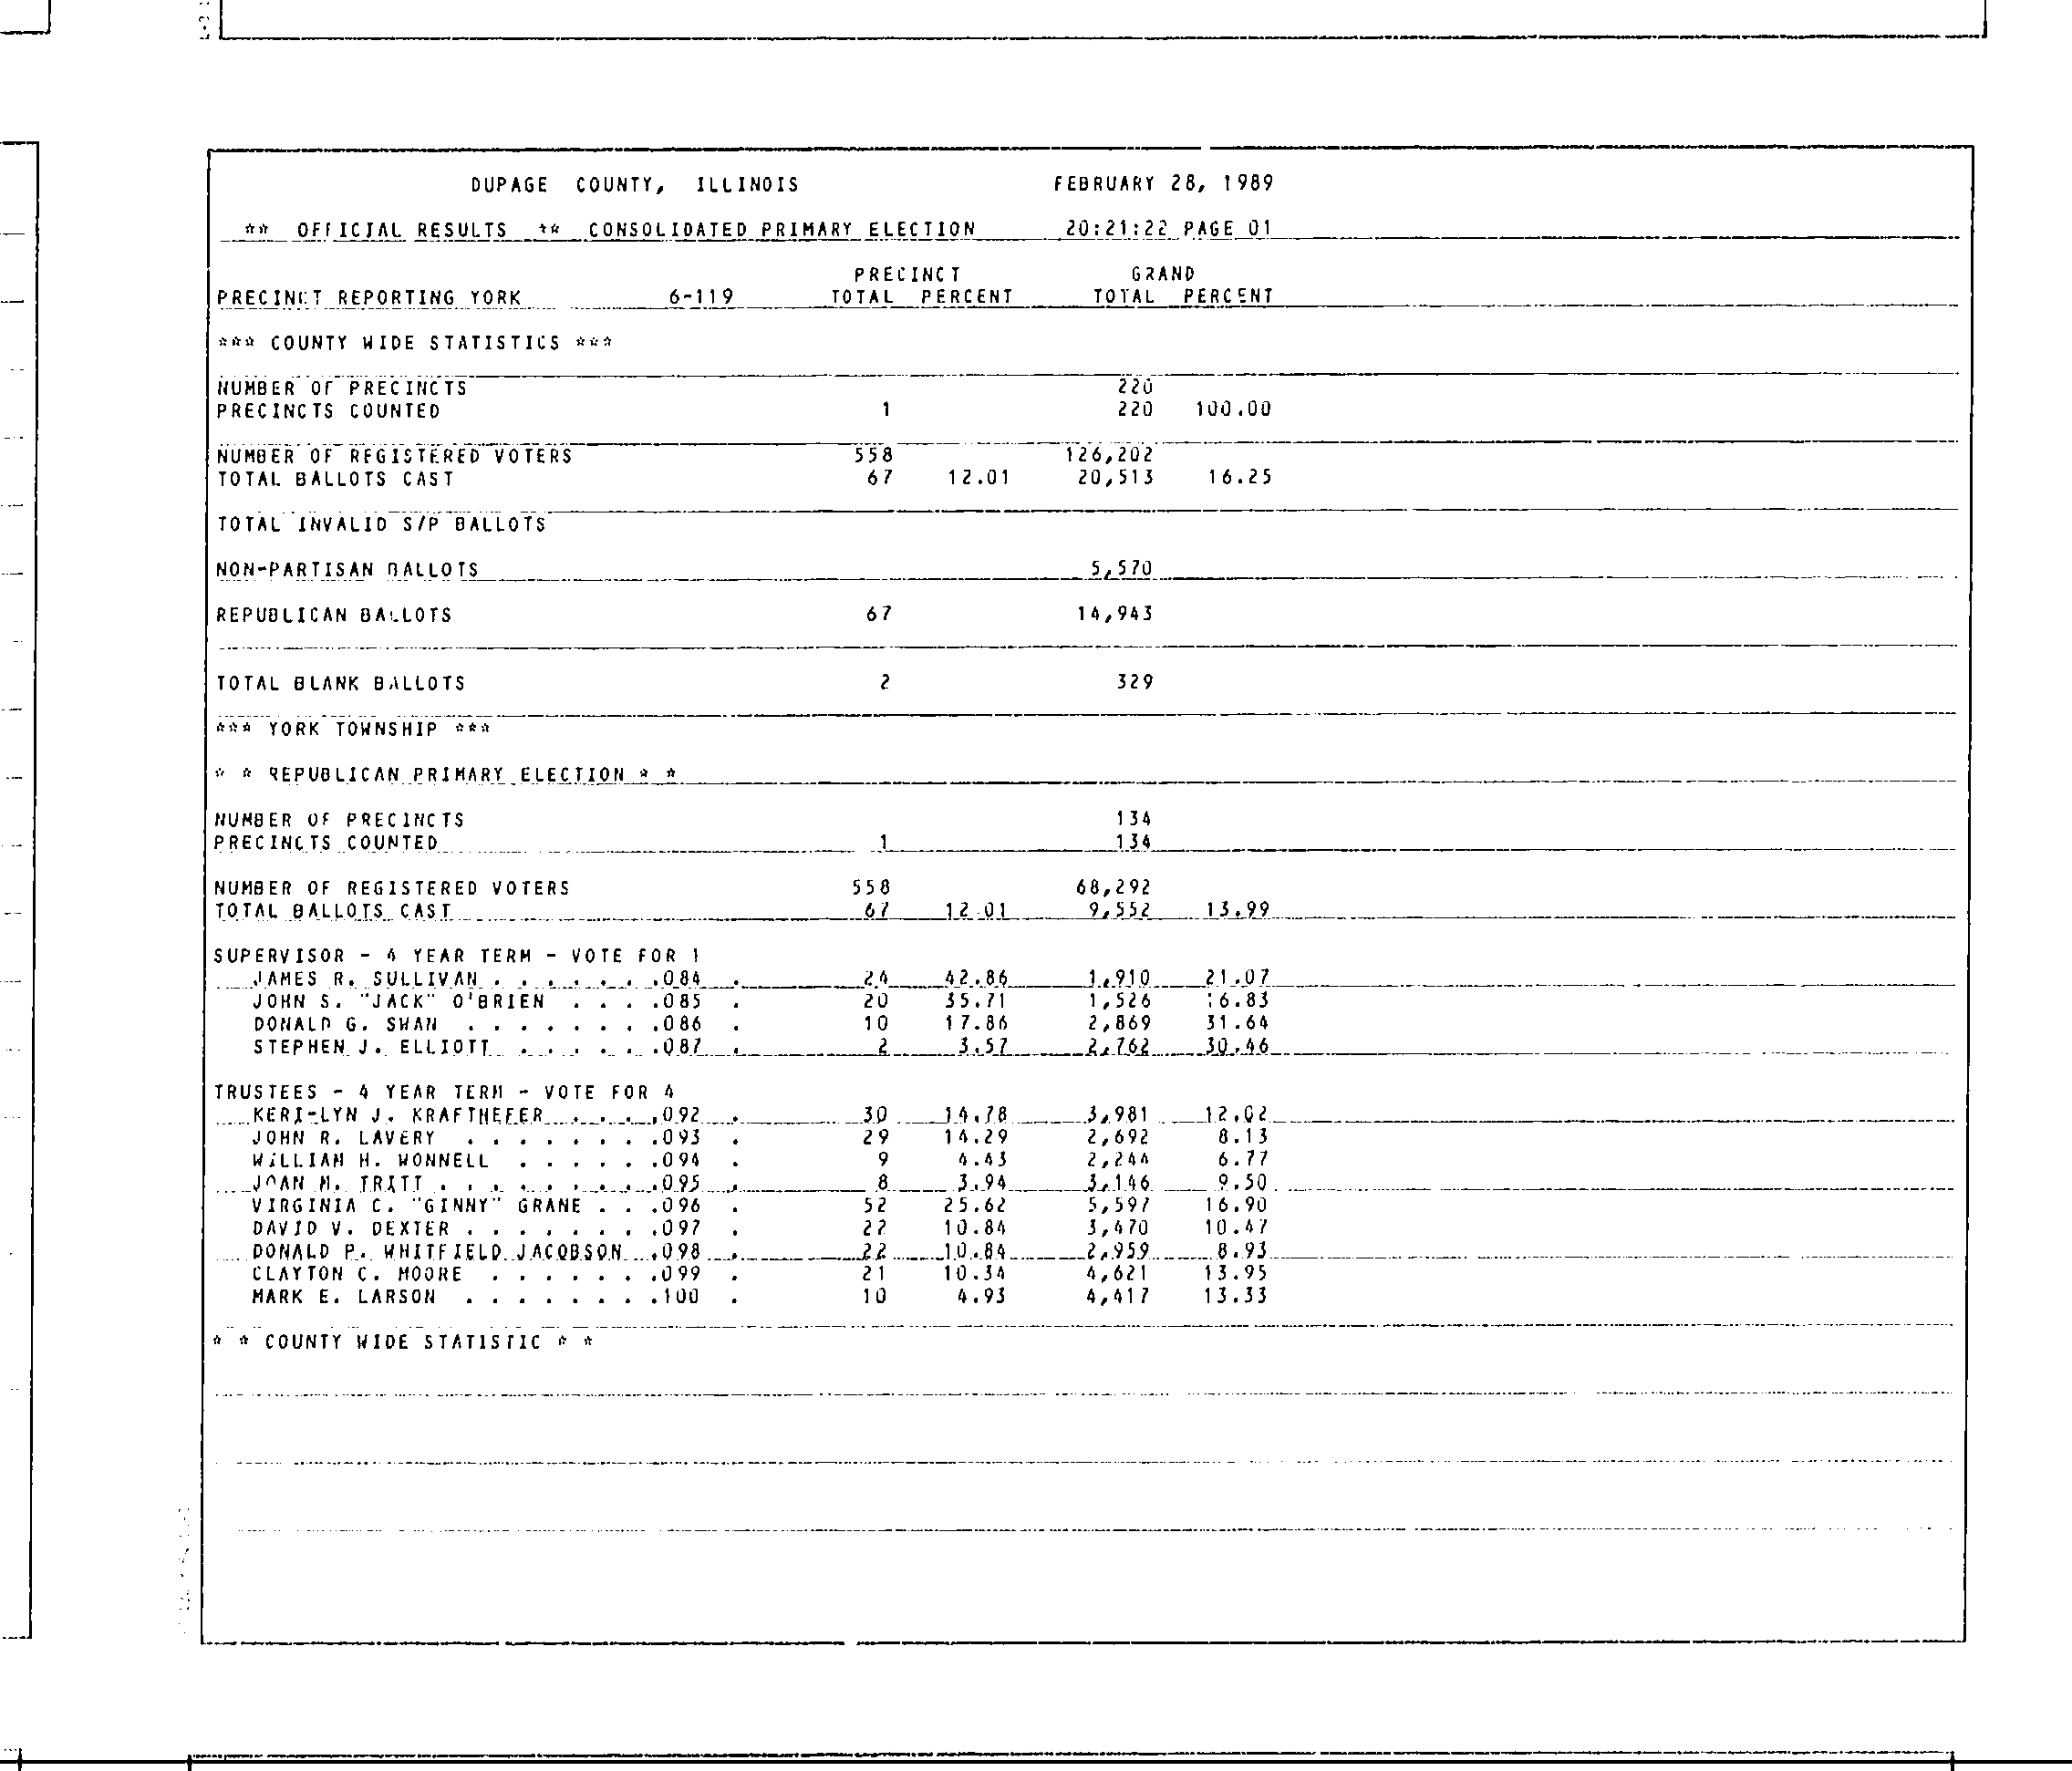 DUPAGE COUNTY, ILLINOIS FEBRUARY 28, 1989
** OFFICIAL RESULTS ** CONSOLIDATED PRIMARY ELECTION 20:21:22 PAGE 01
PRECINCT GRAND
PRECINCT REPORTING YORK 6-119 TOTAL PERCENT TOTAL PERCENT
*** COUNTY WIDE STATISTICS ***
NUMBER OF PRECINCTS 220
PRECINCTS COUNTED 1 220 100.00
NUMBER OF REGISTERED VOTERS 558 126,202
TOTAL BALLOTS CAST 67 12.01 20,513 16.25
TOTAL INVALID S/P BALLOTS
NON-PARTISAN BALLOTS 5,570
REPUBLICAN BALLOTS 67 14,943
TOTAL BLANK BALLOTS 2 329
*** YORK TOWNSHIP ***
* * REPUBLICAN PRIMARY ELECTION * *
NUMBER OF PRECINCTS 134
PRECINCTS COUNTED 1 134
NUMBER OF REGISTERED VOTERS 558 68,292
TOTAL BALLOTS CAST 67 12.01 9,552 13.99
SUPERVISOR - 4 YEAR TERM - VOTE FOR 1
JAMES R. SULLIVAN . . . . . . .084 . 24 42.86 1,910 21.07
JOHN S. "JACK" O'BRIEN . . . .085 . 20 35.71 1,526 16.83
DONALD G. SWAN . . . . . . . .086 . 10 17.86 2,869 31.64
STEPHEN J. ELLIOTT . . . . . .087 . 2 3.57 2,762 30.46
TRUSTEES - 4 YEAR TERM - VOTE FOR 4
KERI-LYN J. KRAFTHEFER . . . .092 . 30 14.78 3,981 12.02
JOHN R. LAVERY . . . . . . . .093 . 29 14.29 2,692 8.13
WILLIAM H. WONNELL . . . . . .094 . 9 4.43 2,244 6.77
JOAN M. TRITT . . . . . . . . .095 . 8 3.94 3,146 9.50
VIRGINIA C. "GINNY" GRANE . . .096 . 52 25.62 5,597 16.90
DAVID V. DEXTER . . . . . . . .097 . 22 10.84 3,470 10.47
DONALD P. WHITFIELD JACOBSON .098 . 22 10.84 2,959 8.93
CLAYTON C. MOORE . . . . . . .099 . 21 10.34 4,621 13.95
MARK E. LARSON . . . . . . . .100 . 10 4.93 4,417 13.33
* * COUNTY WIDE STATISTIC * *